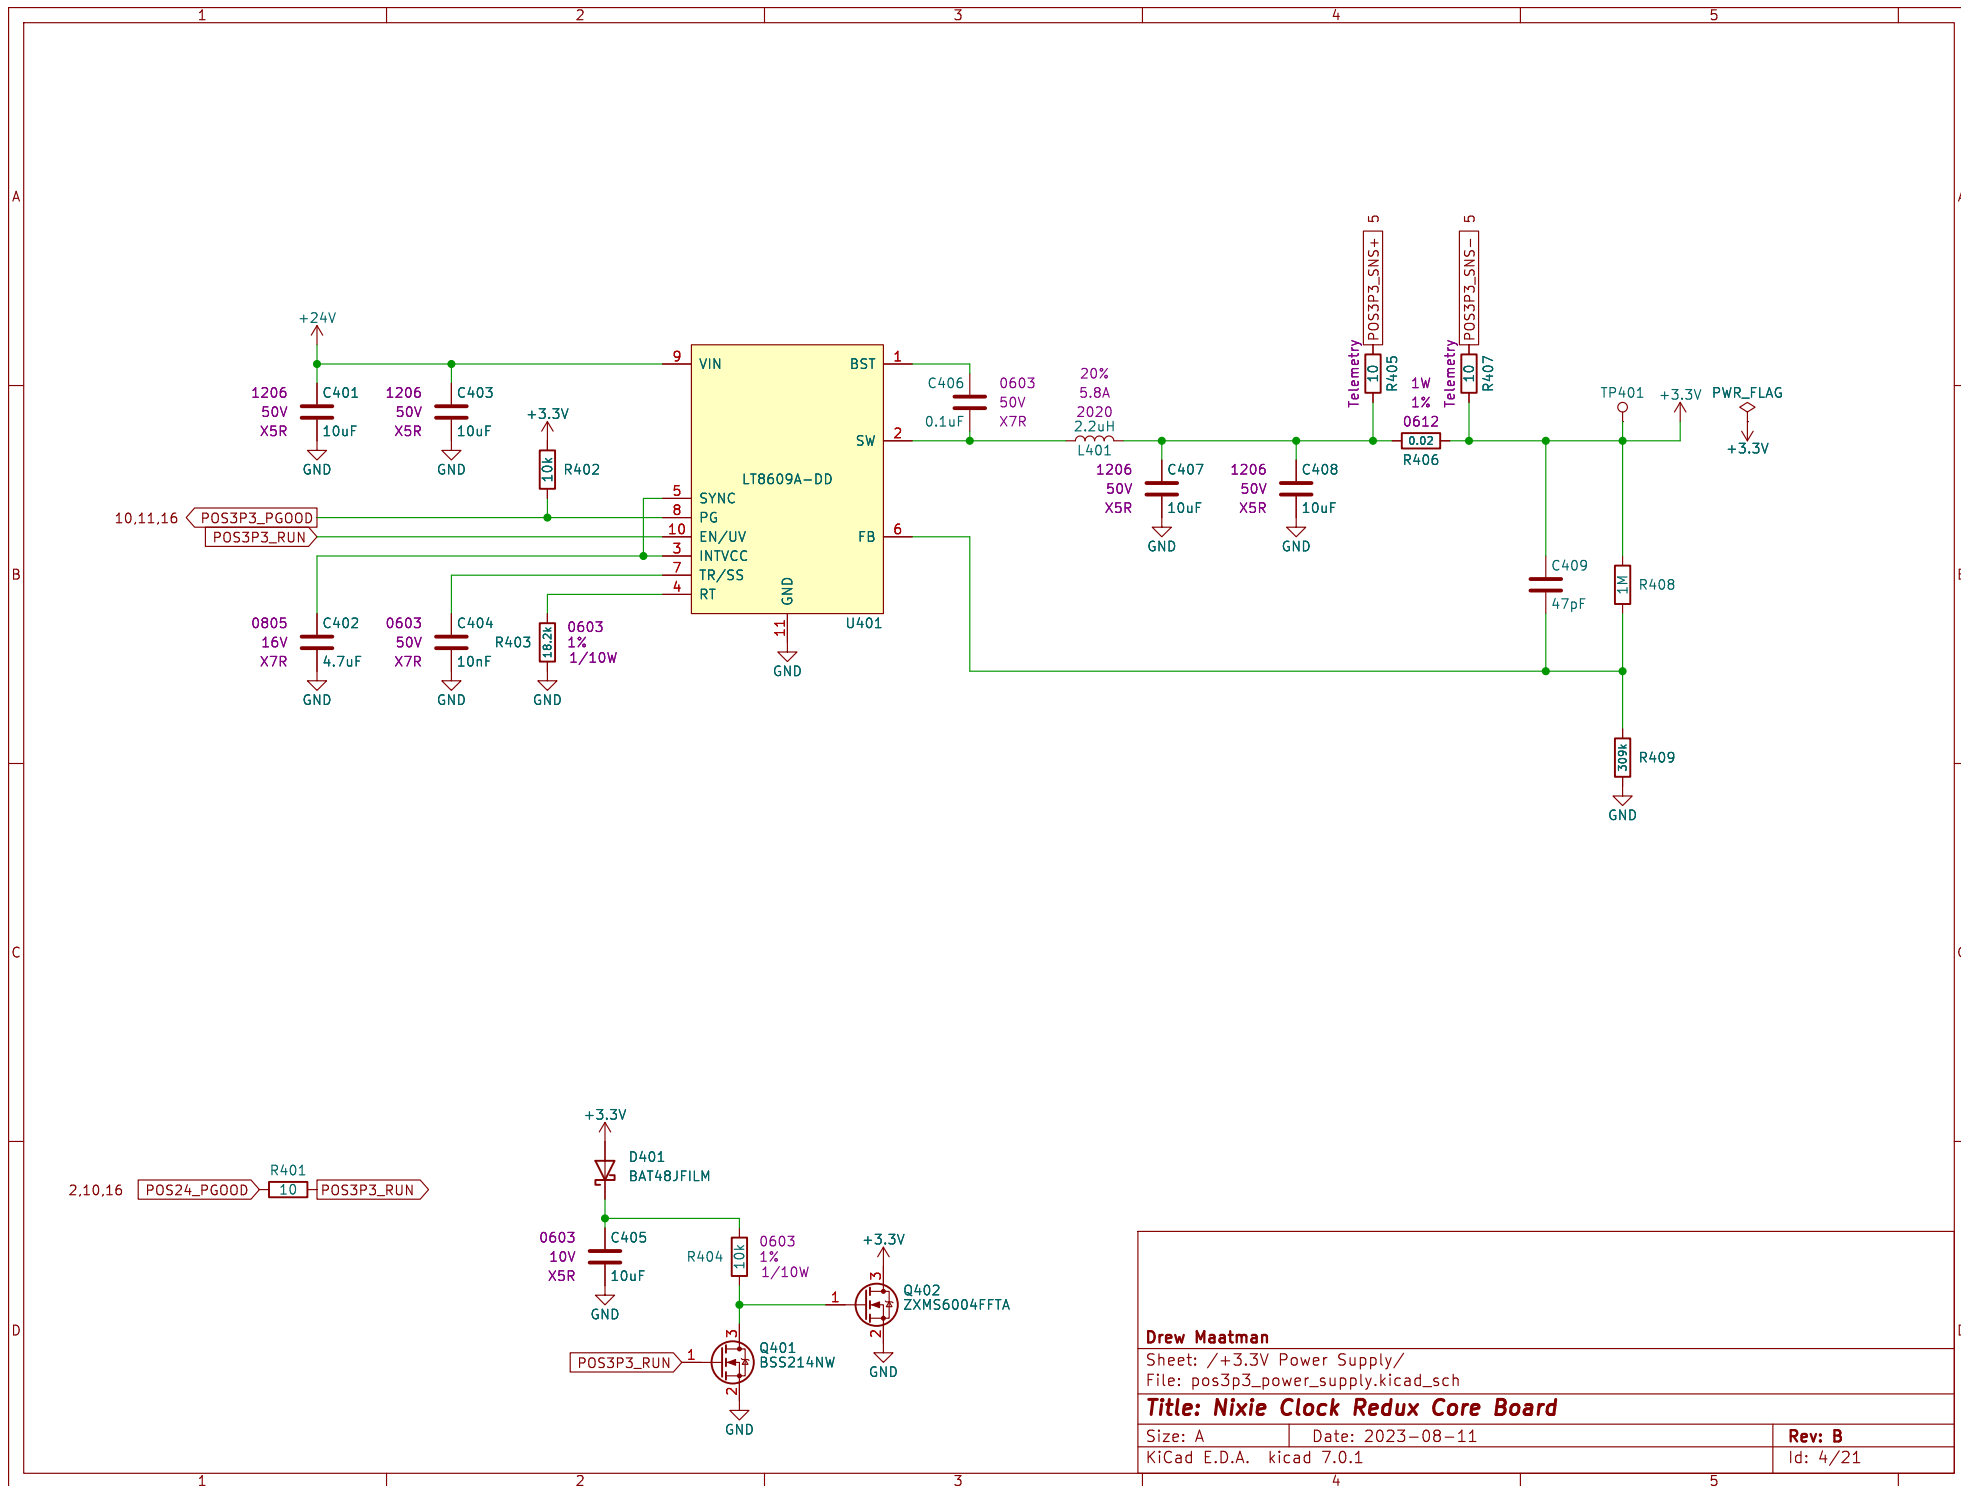 1 2 3 4 5
A
B
C
D
+24V
1206
50V
X5R
C401
10uF
GND
1206
50V
X5R
C403
10uF
GND
+3.3V
10k
R402
10,11,16
POS3P3_PGOOD
POS3P3_RUN
0805
16V
X7R
C402
4.7uF
GND
0603
50V
X7R
C404
10nF
GND
R403
18.2k
0603
1%
1/10W
GND
9 VIN
5 SYNC
8 PG
10 EN/UV
3 INTVCC
7 TR/SS
4 RT
BST 1
SW 2
FB 6
LT8609A-DD
GND
11
U401
GND
C406
0.1uF
0603
50V
X7R
20%
5.8A
2020
2.2uH
L401
1206
50V
X5R
C407
10uF
GND
1206
50V
X5R
C408
10uF
GND
5
POS3P3_SNS+
Telemetry
10
R405
5
POS3P3_SNS-
Telemetry
10
R407
1W
1%
0612
0.02
R406
TP401
+3.3V
PWR_FLAG
+3.3V
C409
47pF
1M
R408
309k
R409
GND
2,10,16
POS24_PGOOD
R401
10
POS3P3_RUN
+3.3V
D401
BAT48JFILM
0603
10V
X5R
C405
10uF
GND
R404
10k
0603
1%
1/10W
POS3P3_RUN
1
3
2
Q401
BSS214NW
GND
+3.3V
1
3
2
Q402
ZXMS6004FFTA
GND
Drew Maatman
Sheet: /+3.3V Power Supply/
File: pos3p3_power_supply.kicad_sch
Title: Nixie Clock Redux Core Board
Size: A Date: 2023-08-11 Rev: B
KiCad E.D.A. kicad 7.0.1 Id: 4/21
1 2 3 4 5